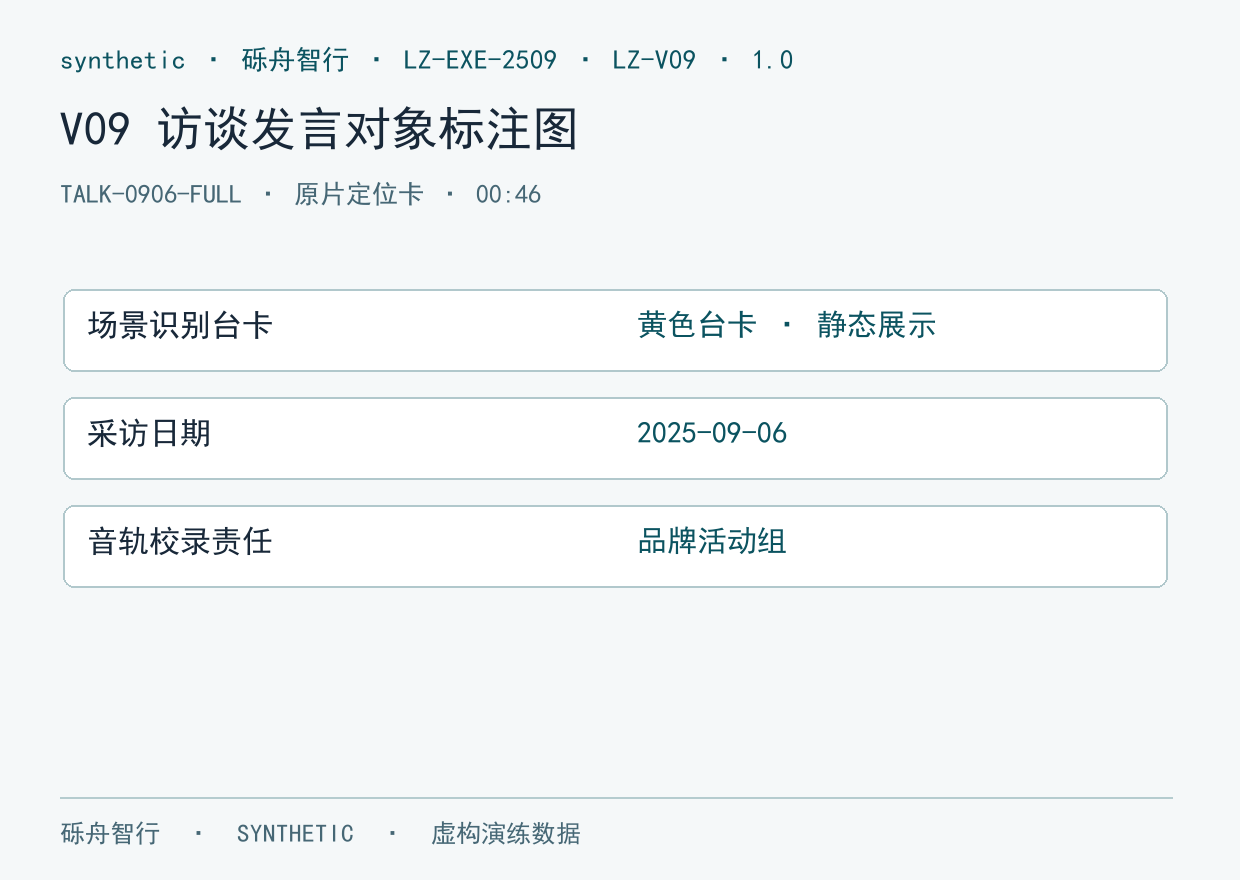 synthetic · 砾舟智行 · LZ-EXE-2509 · LZ-V09 · 1.0
V09 访谈发言对象标注图
TALK-0906-FULL · 原片定位卡 · 00:46
场景识别台卡 黄色台卡 · 静态展示
采访日期 2025-09-06
音轨校录责任 品牌活动组
砾舟智行 · SYNTHETIC · 虚构演练数据